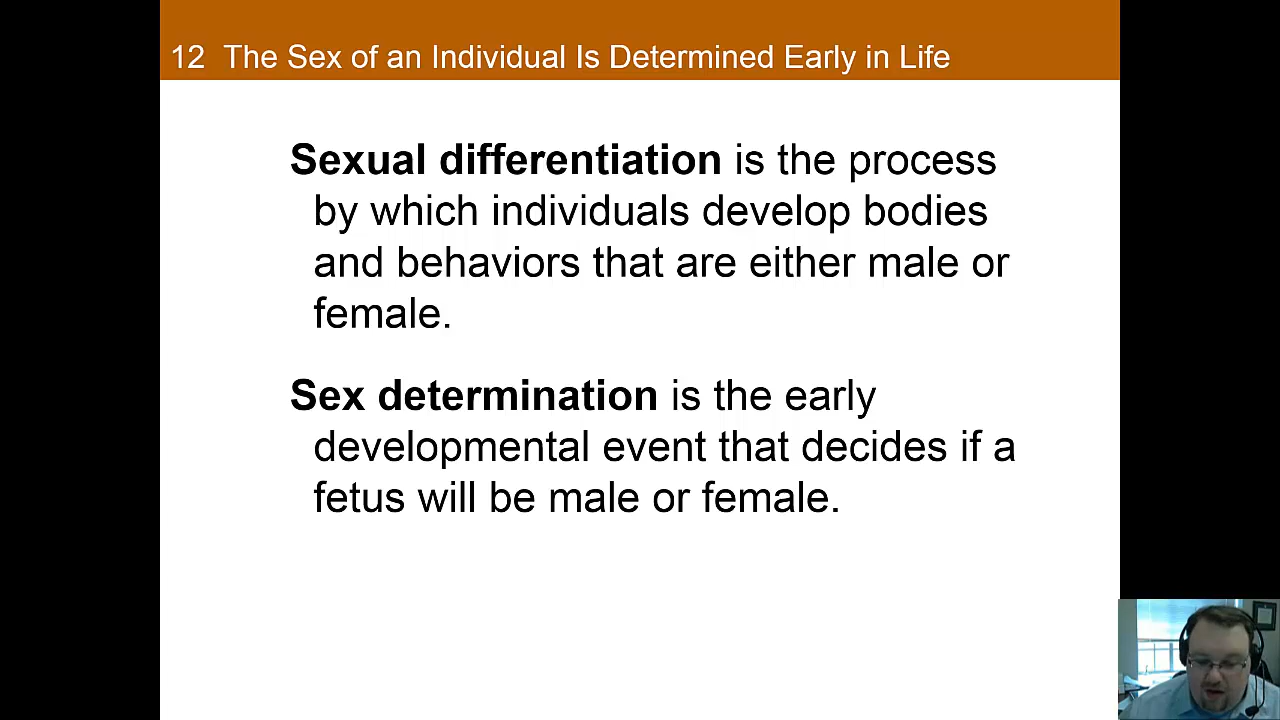 12 The Sex of an Individual Is Determined Early in Life
Sexual differentiation is the process
by which individuals develop bodies
and behaviors that are either male or
female.
Sex determination is the early
developmental event that decides if a
fetus will be male or female.